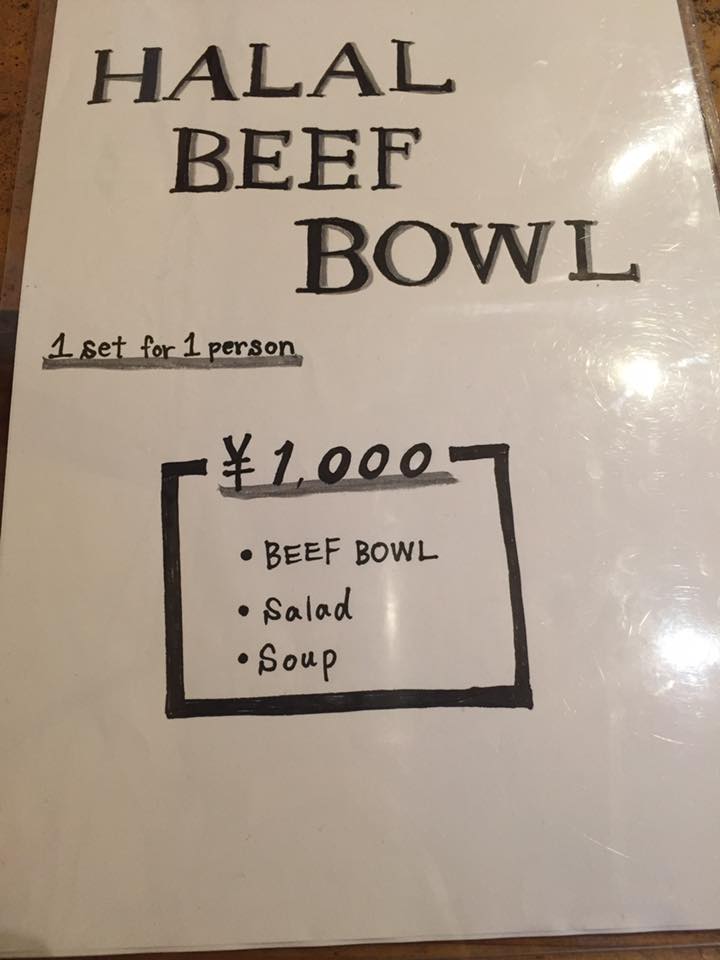 HALAL
BEEF
BOWL
1 set for 1 person
¥1,000
• BEEF BOWL
• Salad
• Soup